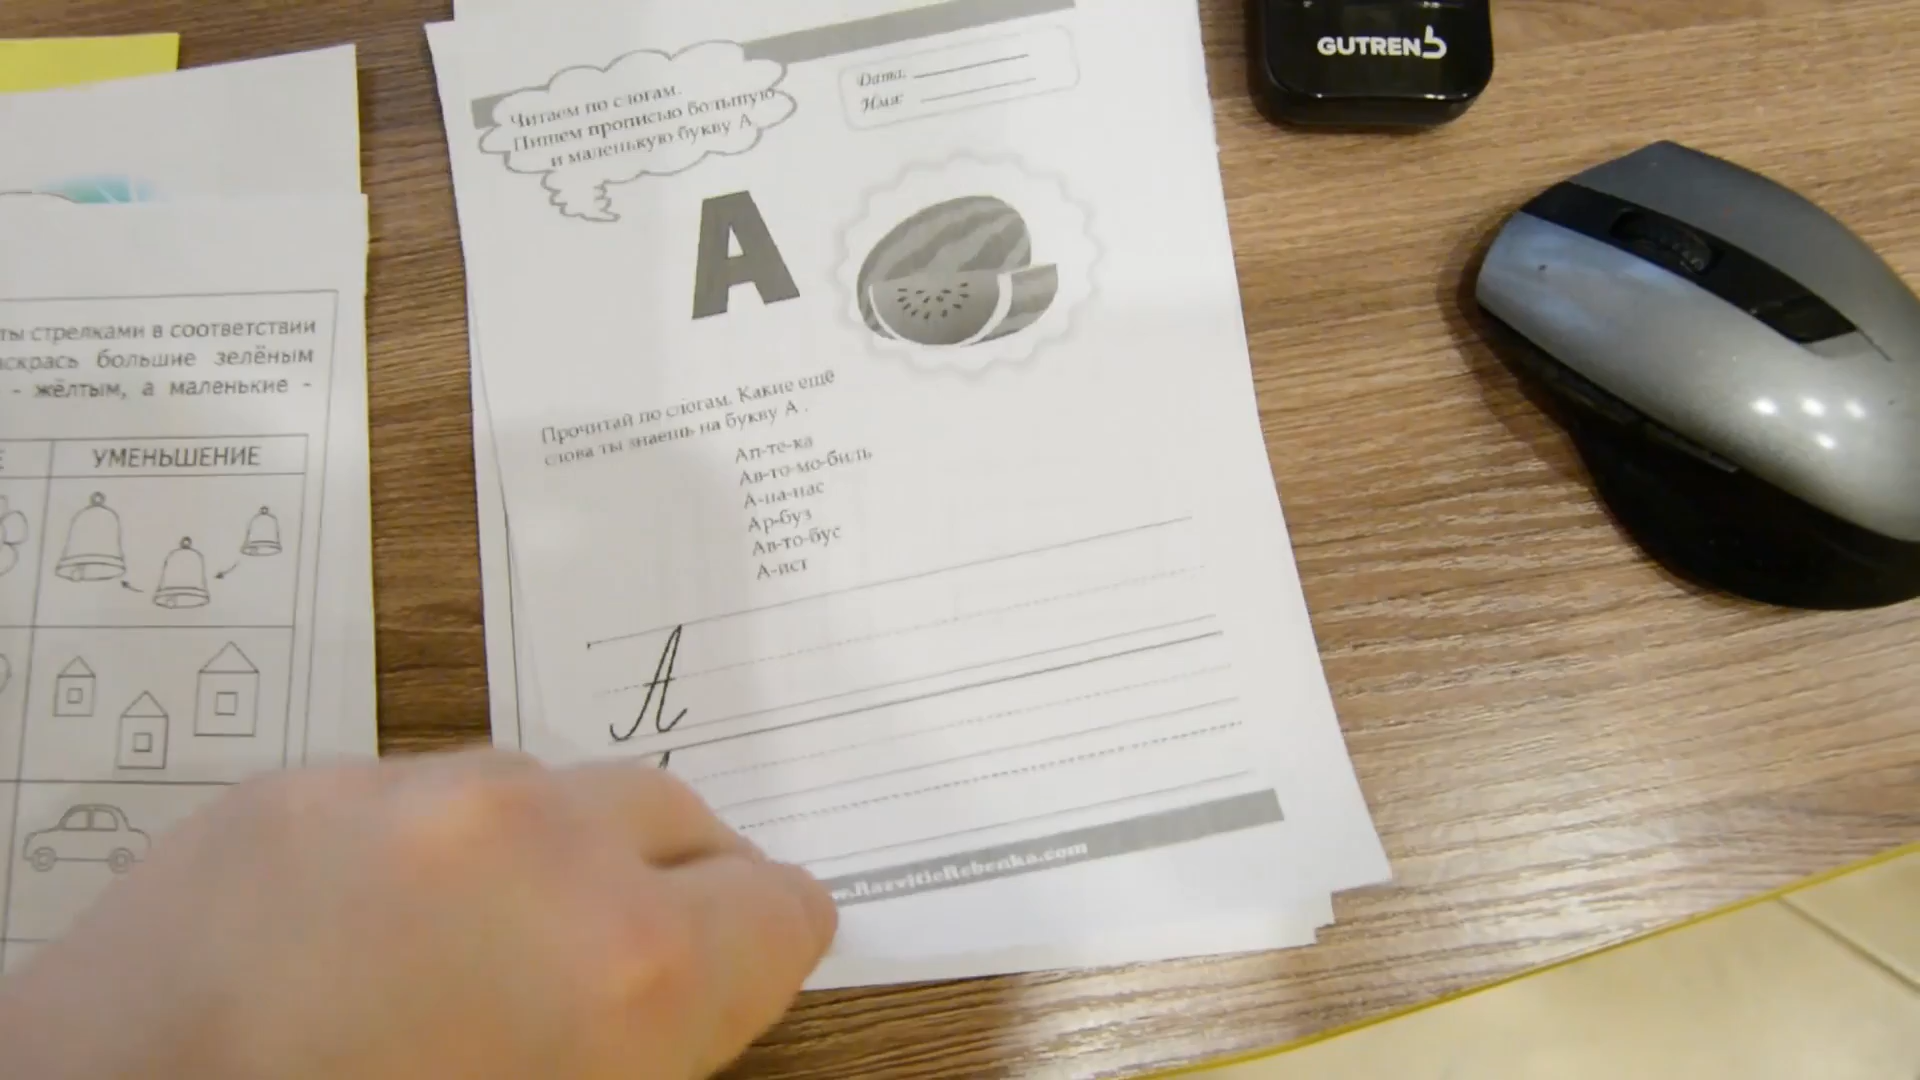 GUTREN
Дата:
Имя:
Читаем по слогам.
Пишем прописью большую
и маленькую букву А.
А
Прочитай по слогам. Какие ещё
слова ты знаешь на букву А .
Ап-те-ка
Ав-то-мо-биль
А-на-нас
Ар-буз
Ав-то-бус
А-ист
А
w.RazvitieRebenka.com
ты стрелками в соответствии
аскрась большие зелёным
- жёлтым, а маленькие -
Е УМЕНЬШЕНИЕ